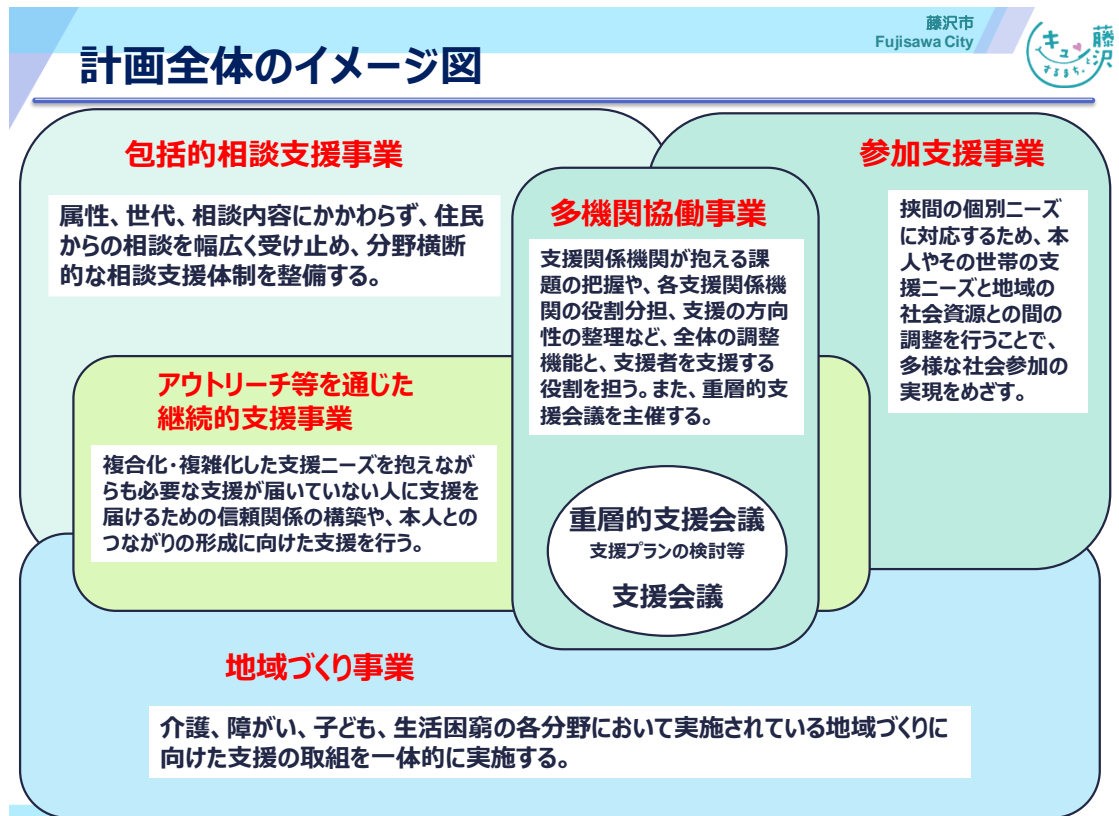 藤沢市
Fujisawa City
キュンとするまち。藤沢
計画全体のイメージ図
包括的相談支援事業
属性、世代、相談内容にかかわらず、住民
からの相談を幅広く受け止め、分野横断
的な相談支援体制を整備する。
多機関協働事業
支援関係機関が抱える課
題の把握や、各支援関係機
関の役割分担、支援の方向
性の整理など、全体の調整
機能と、支援者を支援する
役割を担う。また、重層的支
援会議を主催する。
参加支援事業
狭間の個別ニーズ
に対応するため、本
人やその世帯の支
援ニーズと地域の
社会資源との間の
調整を行うことで、
多様な社会参加の
実現をめざす。
アウトリーチ等を通じた
継続的支援事業
複合化・複雑化した支援ニーズを抱えなが
らも必要な支援が届いていない人に支援を
届けるための信頼関係の構築や、本人との
つながりの形成に向けた支援を行う。
重層的支援会議
支援プランの検討等
支援会議
地域づくり事業
介護、障がい、子ども、生活困窮の各分野において実施されている地域づくりに
向けた支援の取組を一体的に実施する。